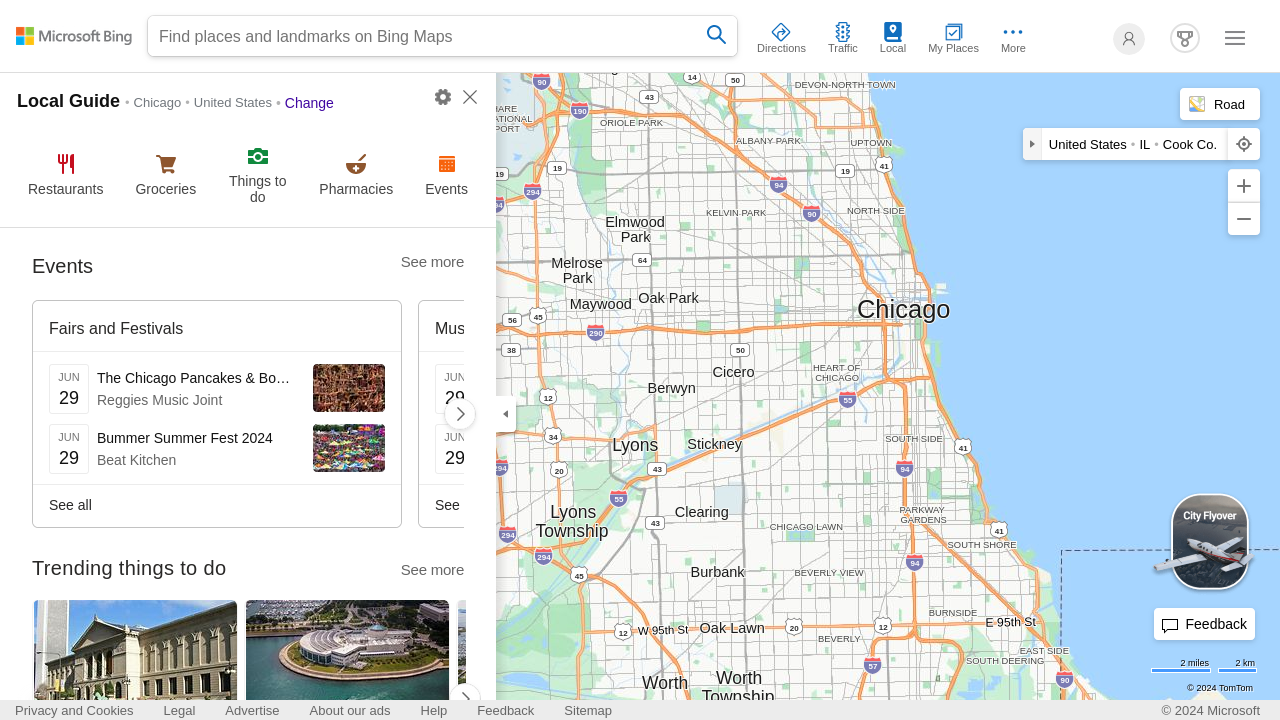 Microsoft Bing
Find places and landmarks on Bing Maps
Directions
Traffic
Local
My Places
More
Local Guide • Chicago • United States • Change
Restaurants
Groceries
Things to
do
Pharmacies
Events
Events
See more
Fairs and Festivals
JUN
29
The Chicago Pancakes & Bo…
Reggies Music Joint
JUN
29
Bummer Summer Fest 2024
Beat Kitchen
See all
Mus
JUN
29
JUN
29
See
Trending things to do
See more
Road
United States • IL • Cook Co.
DEVON-NORTH TOWN
ORIOLE PARK
ALBANY PARK
UPTOWN
KELVIN PARK
NORTH SIDE
Elmwood
Park
Melrose
Park
Maywood
Oak Park
Chicago
Cicero
HEART OF
CHICAGO
Berwyn
Lyons
Stickney
SOUTH SIDE
Lyons
Township
Clearing
CHICAGO LAWN
PARKWAY
GARDENS
SOUTH SHORE
Burbank
BEVERLY VIEW
BURNSIDE
W 95th St
Oak Lawn
E 95th St
BEVERLY
EAST SIDE
SOUTH DEERING
Worth
Worth
Township
90
14
50
43
190
19
19
19
41
294
94
90
64
56
45
290
38
50
12
55
34
294
20
43
41
94
55
43
294
294
45
41
94
12
20
12
57
90
City Flyover
Feedback
2 miles
2 km
© 2024 TomTom
Privacy and Cookies
Legal
Advertise
About our ads
Help
Feedback
Sitemap
© 2024 Microsoft